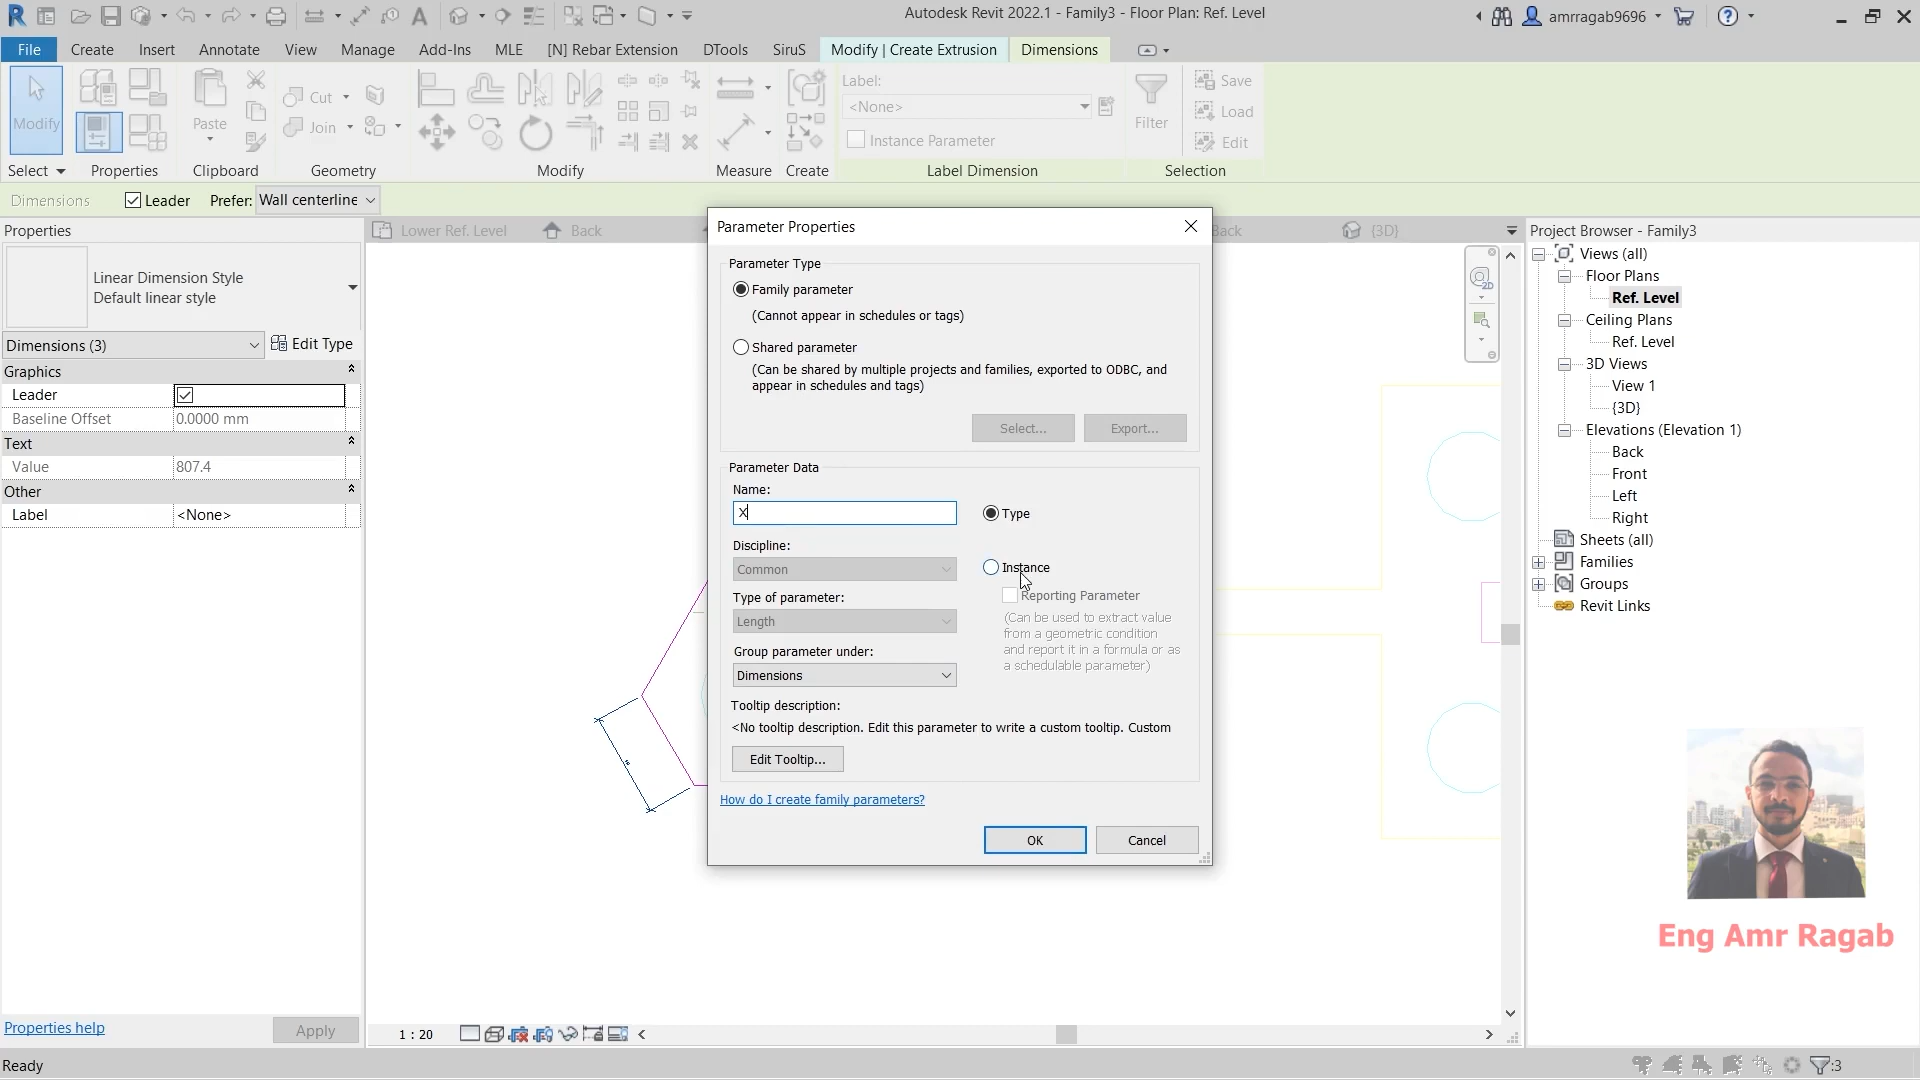 Autodesk Revit 2022.1 - Family3 - Floor Plan: Ref. Level
amrragab9696
File
Create
Insert
Annotate
View
Manage
Add-Ins
MLE
[N] Rebar Extension
DTools
SiruS
Modify | Create Extrusion
Dimensions
Modify
Paste
Cut
Join
Label:
<None>
Instance Parameter
Filter
Save
Load
Edit
Select
Properties
Clipboard
Geometry
Modify
Measure
Create
Label Dimension
Selection
Dimensions
Leader
Prefer:
Wall centerline
Properties
Linear Dimension Style
Default linear style
Dimensions (3)
Edit Type
Graphics
Leader
Baseline Offset
0.0000 mm
Text
Value
807.4
Other
Label
<None>
Properties help
Apply
Lower Ref. Level
Back
Back
{3D}
2D
Parameter Properties
Parameter Type
Family parameter
(Cannot appear in schedules or tags)
Shared parameter
(Can be shared by multiple projects and families, exported to ODBC, and
appear in schedules and tags)
Select...
Export...
Parameter Data
Name:
X
Type
Discipline:
Common
Instance
Type of parameter:
Reporting Parameter
Length
(Can be used to extract value
from a geometric condition
and report it in a formula or as
a schedulable parameter)
Group parameter under:
Dimensions
Tooltip description:
<No tooltip description. Edit this parameter to write a custom tooltip. Custom
Edit Tooltip...
How do I create family parameters?
OK
Cancel
Project Browser - Family3
Views (all)
Floor Plans
Ref. Level
Ceiling Plans
Ref. Level
3D Views
View 1
{3D}
Elevations (Elevation 1)
Back
Front
Left
Right
Sheets (all)
Families
Groups
Revit Links
Eng Amr Ragab
1 : 20
Ready
:3